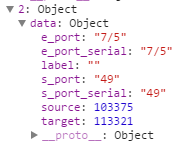 2: Object
data: Object
e_port: "7/5"
e_port_serial: "7/5"
label: ""
s_port: "49"
s_port_serial: "49"
source: 103375
target: 113321
__proto__: Object